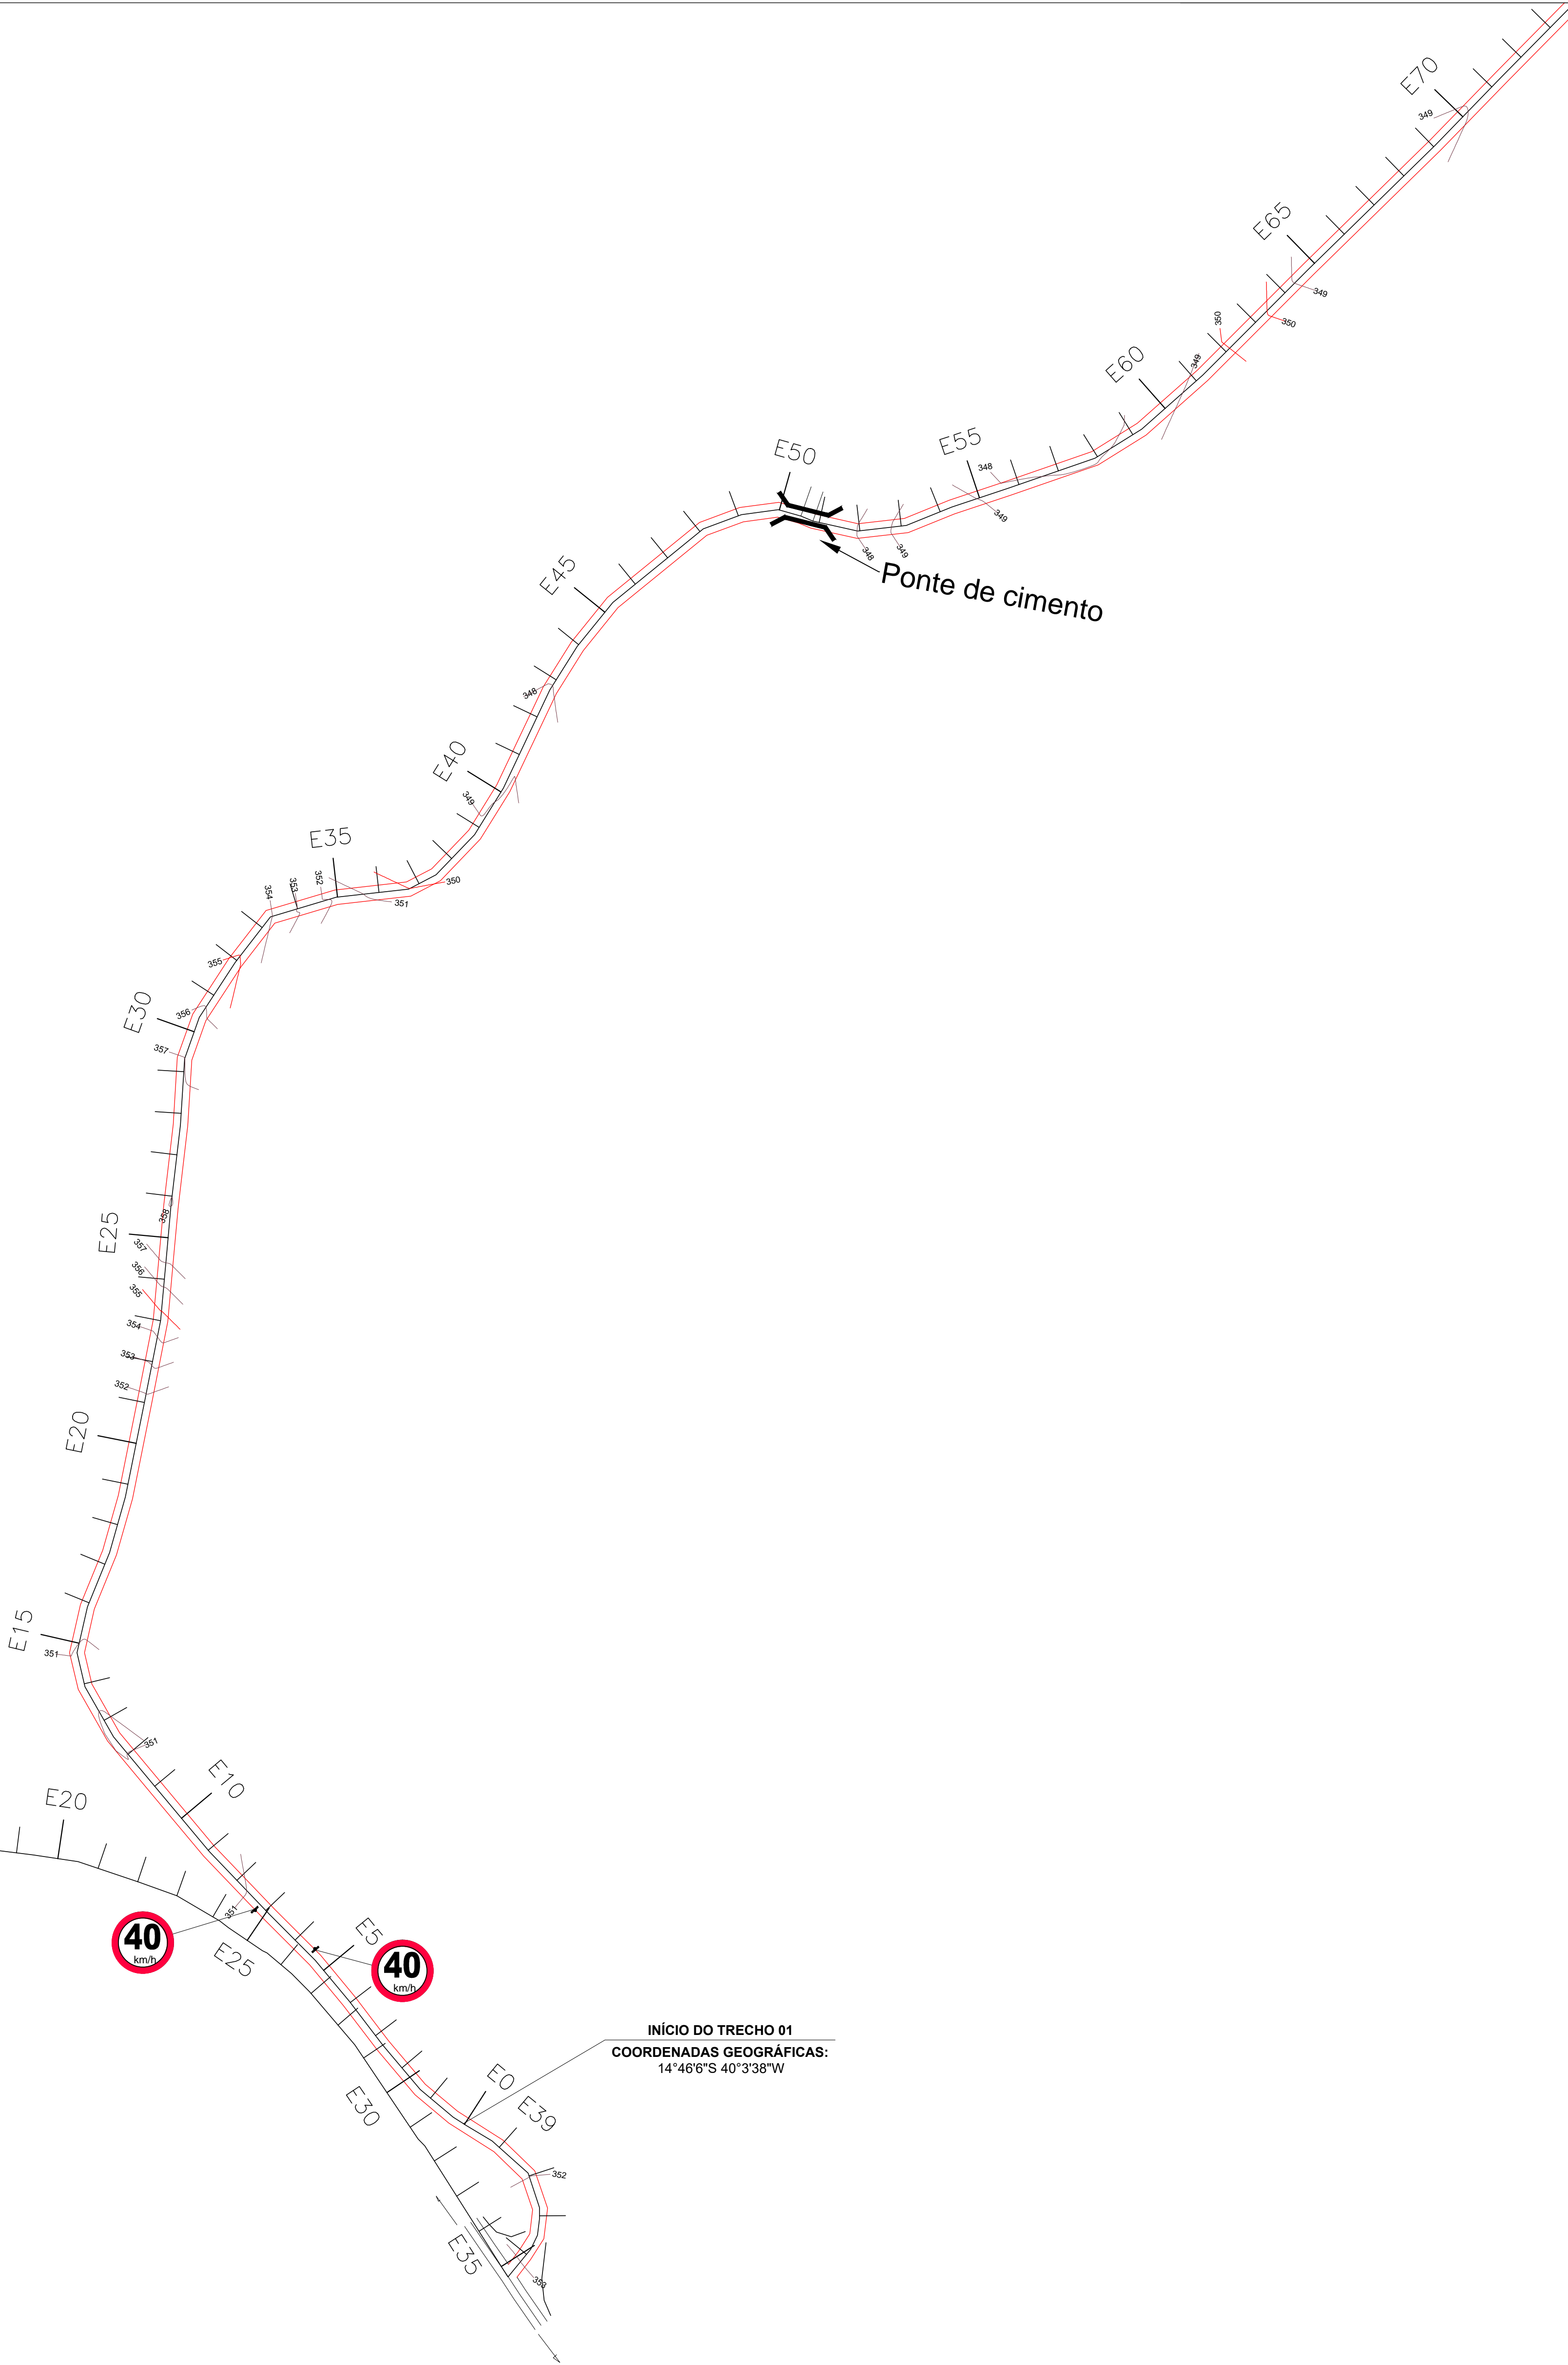 E70
349
E65
349
350
350
349
E60
E55
348
349
E50
349
348
Ponte de cimento
E45
348
E40
349
E35
350
351
352
353
354
355
356
E30
357
358
E25
357
356
355
354
353
352
E20
E15
351
351
E10
E20
351
E25
40
km/h
E5
40
km/h
INÍCIO DO TRECHO 01
COORDENADAS GEOGRÁFICAS:
14°46'6"S 40°3'38"W
E0
E39
E30
352
E35
353